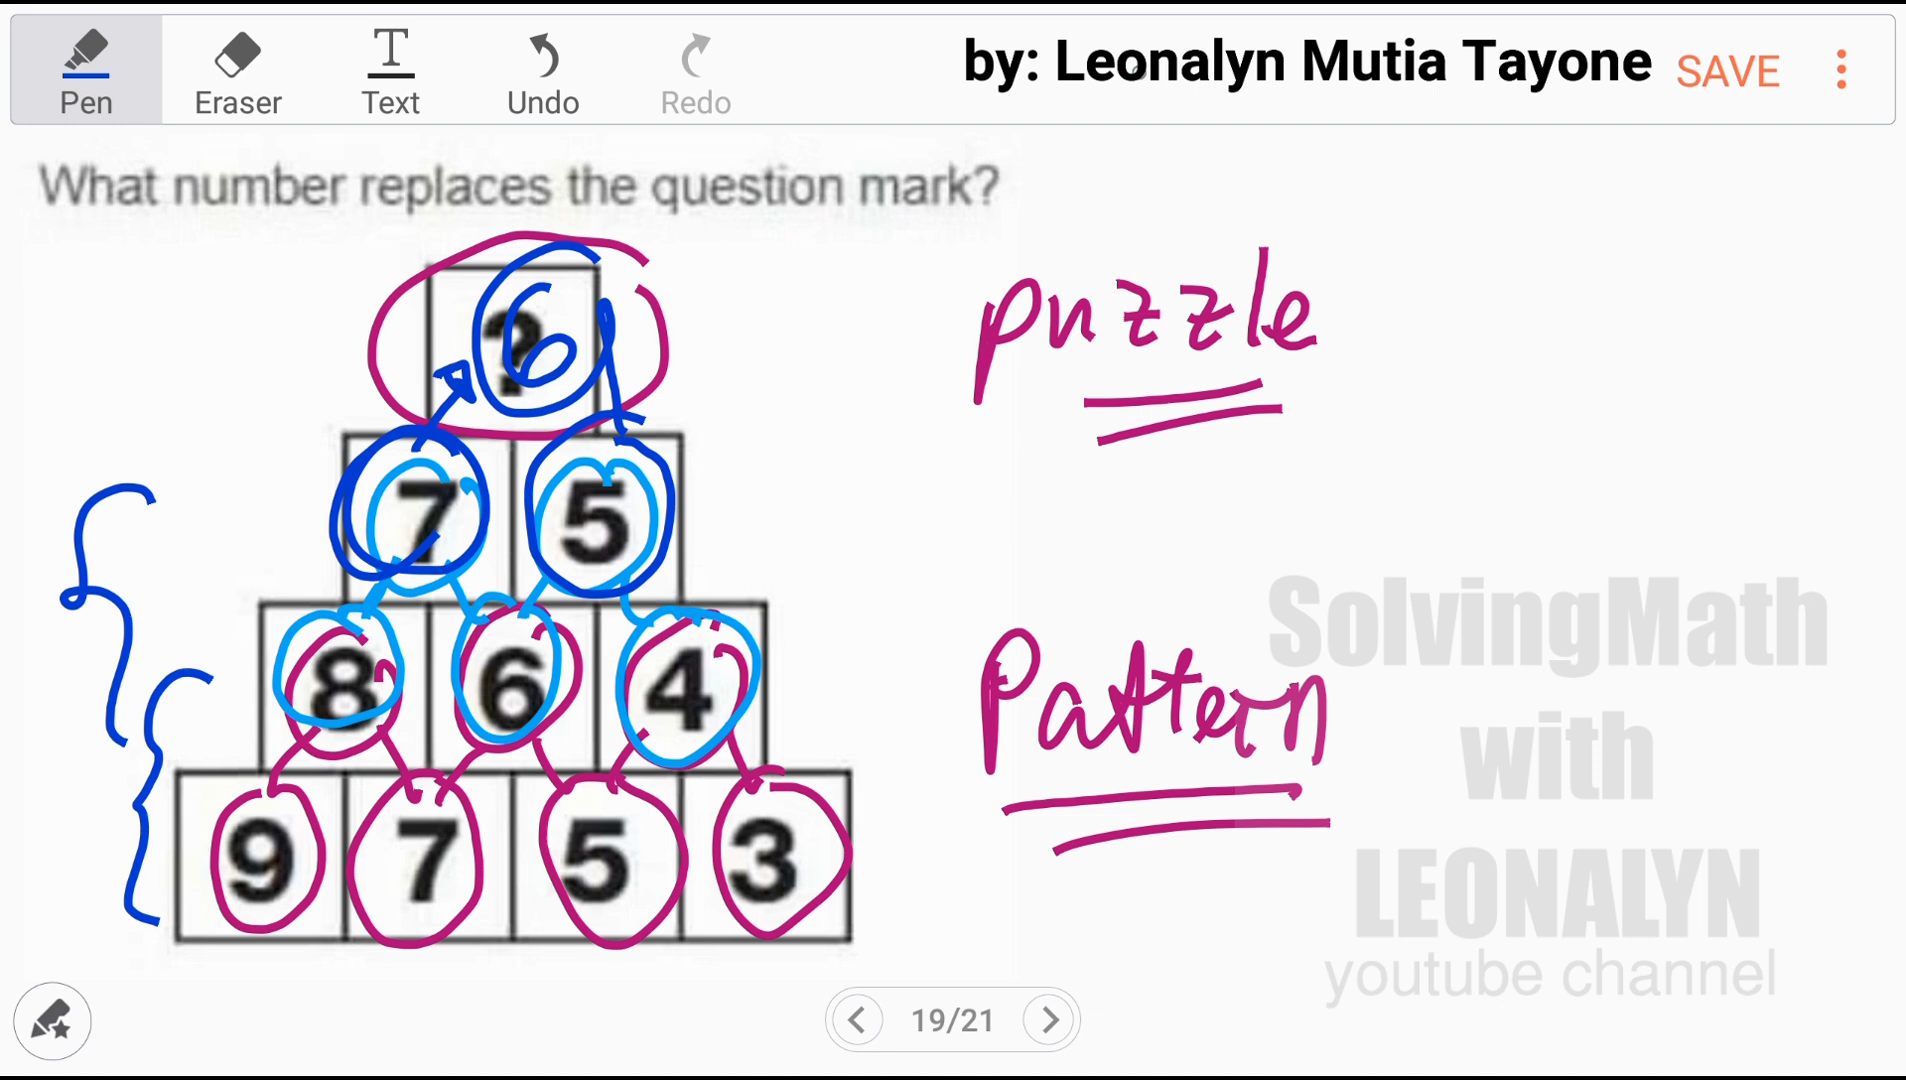 Pen
Eraser
Text
Undo
Redo
by: Leonalyn Mutia Tayone
SAVE
What number replaces the question mark?
? 6
puzzle
7 5
8 6 4
Pattern
9 7 5 3
SolvingMath
with
LEONALYN
youtube channel
19/21